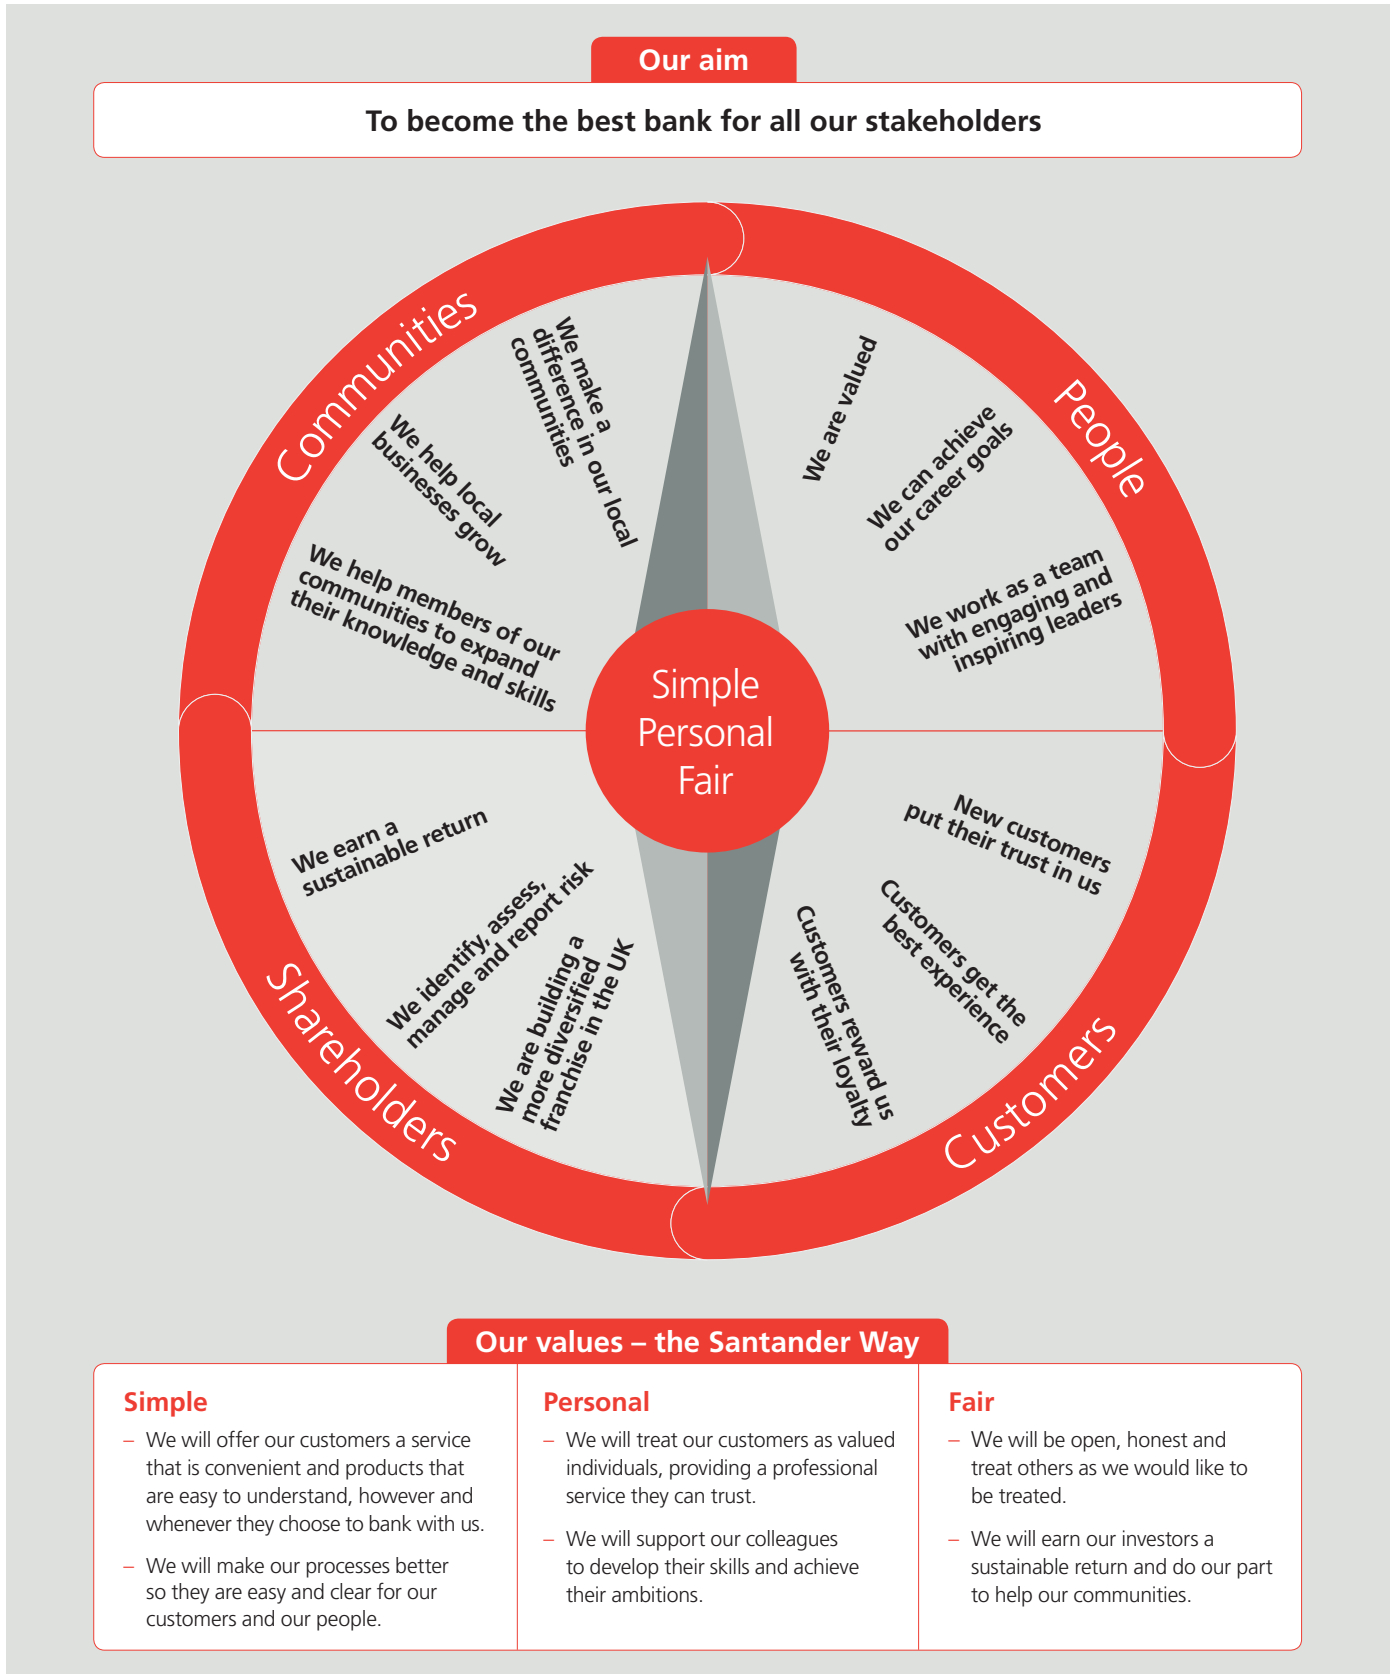 Our aim
To become the best bank for all our stakeholders
Communities
We make a
difference in our local
communities
We help local
businesses grow
We help members of our
communities to expand
their knowledge and skills
People
We are valued
We can achieve
our career goals
We work as a team
with engaging and
inspiring leaders
Simple
Personal
Fair
Customers
New customers
put their trust in us
Customers get the
best experience
Customers reward us
with their loyalty
Shareholders
We earn a
sustainable return
We identify, assess,
manage and report risk
We are building a
more diversified
franchise in the UK
Our values – the Santander Way
Simple
– We will offer our customers a service
that is convenient and products that
are easy to understand, however and
whenever they choose to bank with us.
– We will make our processes better
so they are easy and clear for our
customers and our people.
Personal
– We will treat our customers as valued
individuals, providing a professional
service they can trust.
– We will support our colleagues
to develop their skills and achieve
their ambitions.
Fair
– We will be open, honest and
treat others as we would like to
be treated.
– We will earn our investors a
sustainable return and do our part
to help our communities.